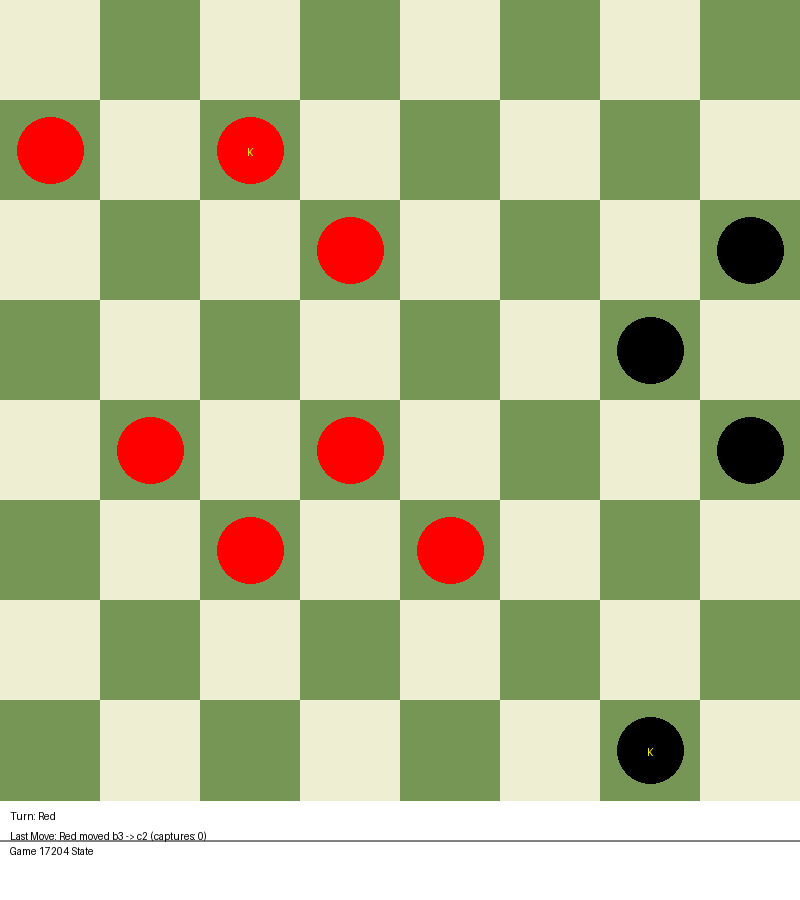 K
K
Turn: Red
Last Move: Red moved b3 -> c2 (captures: 0)
Game 17204 State